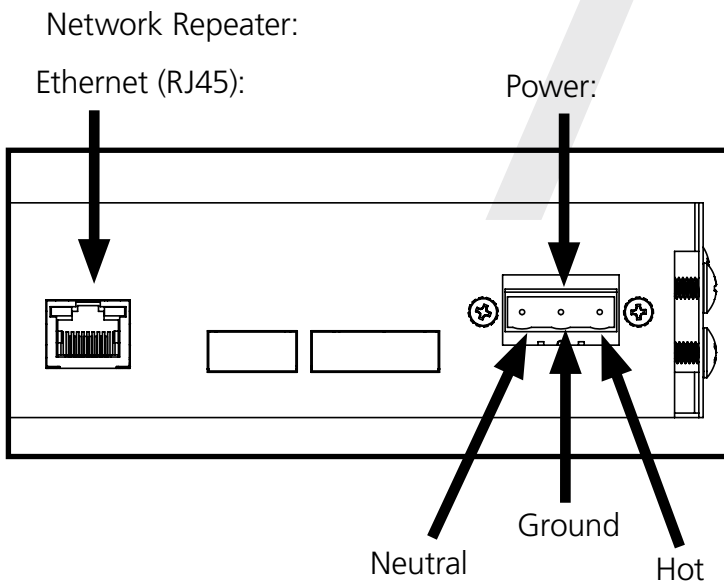 Network Repeater:
Ethernet (RJ45):
Power:
Neutral
Ground
Hot